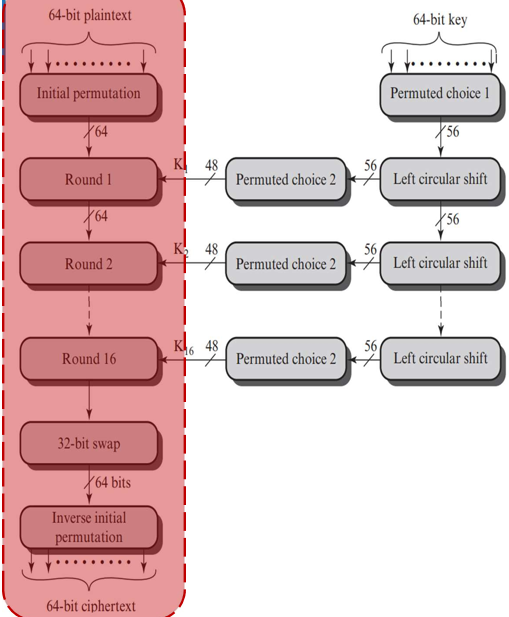 64-bit plaintext
64-bit key
Initial permutation
Permuted choice 1
64
56
Round 1
K1
48
Permuted choice 2
56
Left circular shift
64
56
Round 2
K2
48
Permuted choice 2
56
Left circular shift
Round 16
K16
48
Permuted choice 2
56
Left circular shift
32-bit swap
64 bits
Inverse initial
permutation
64-bit ciphertext